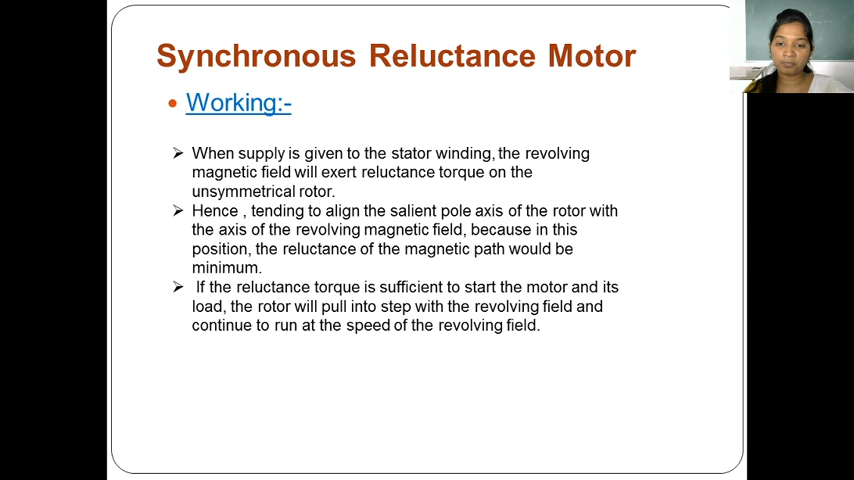 Synchronous Reluctance Motor
• Working:-
➢ When supply is given to the stator winding, the revolving
magnetic field will exert reluctance torque on the
unsymmetrical rotor.
➢ Hence , tending to align the salient pole axis of the rotor with
the axis of the revolving magnetic field, because in this
position, the reluctance of the magnetic path would be
minimum.
➢ If the reluctance torque is sufficient to start the motor and its
load, the rotor will pull into step with the revolving field and
continue to run at the speed of the revolving field.